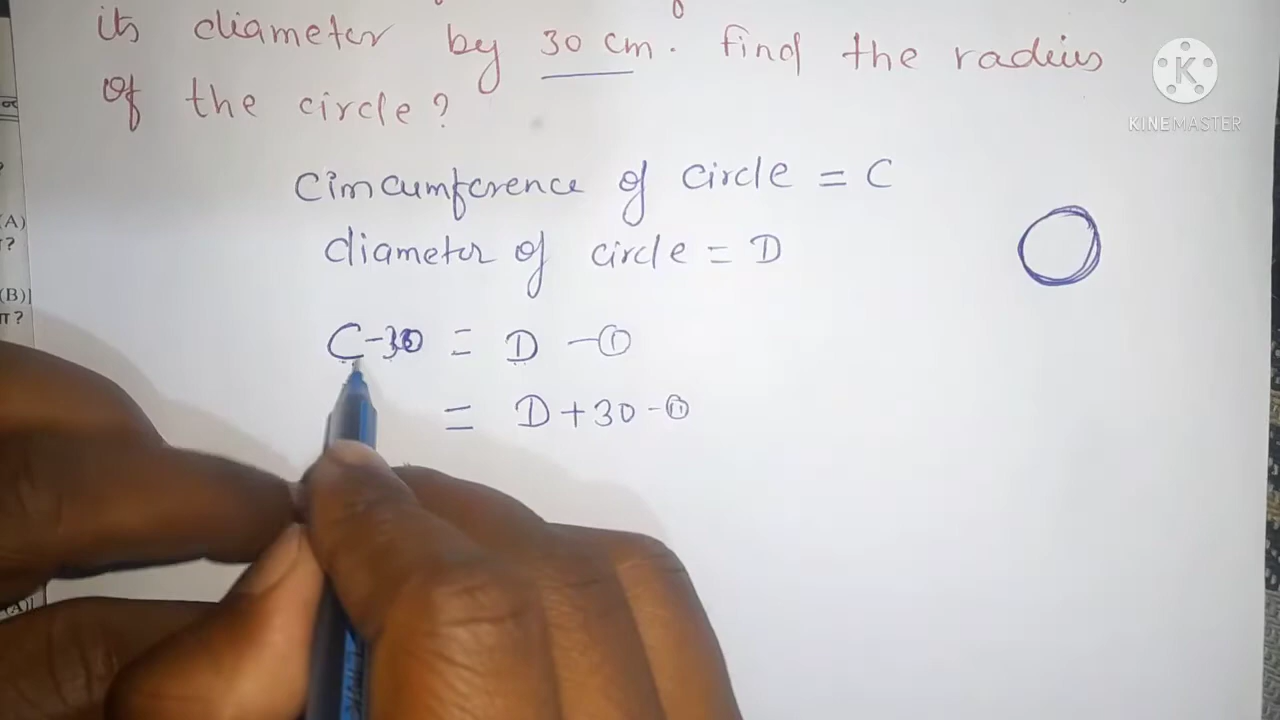 its diameter by 30 cm. find the radius
of the circle?
K
KINEMASTER
Circumference of circle = C
diameter of circle = D
C-30 = D -①
= D+30-⑪
(A)
?
(B)]
π?
(A)]